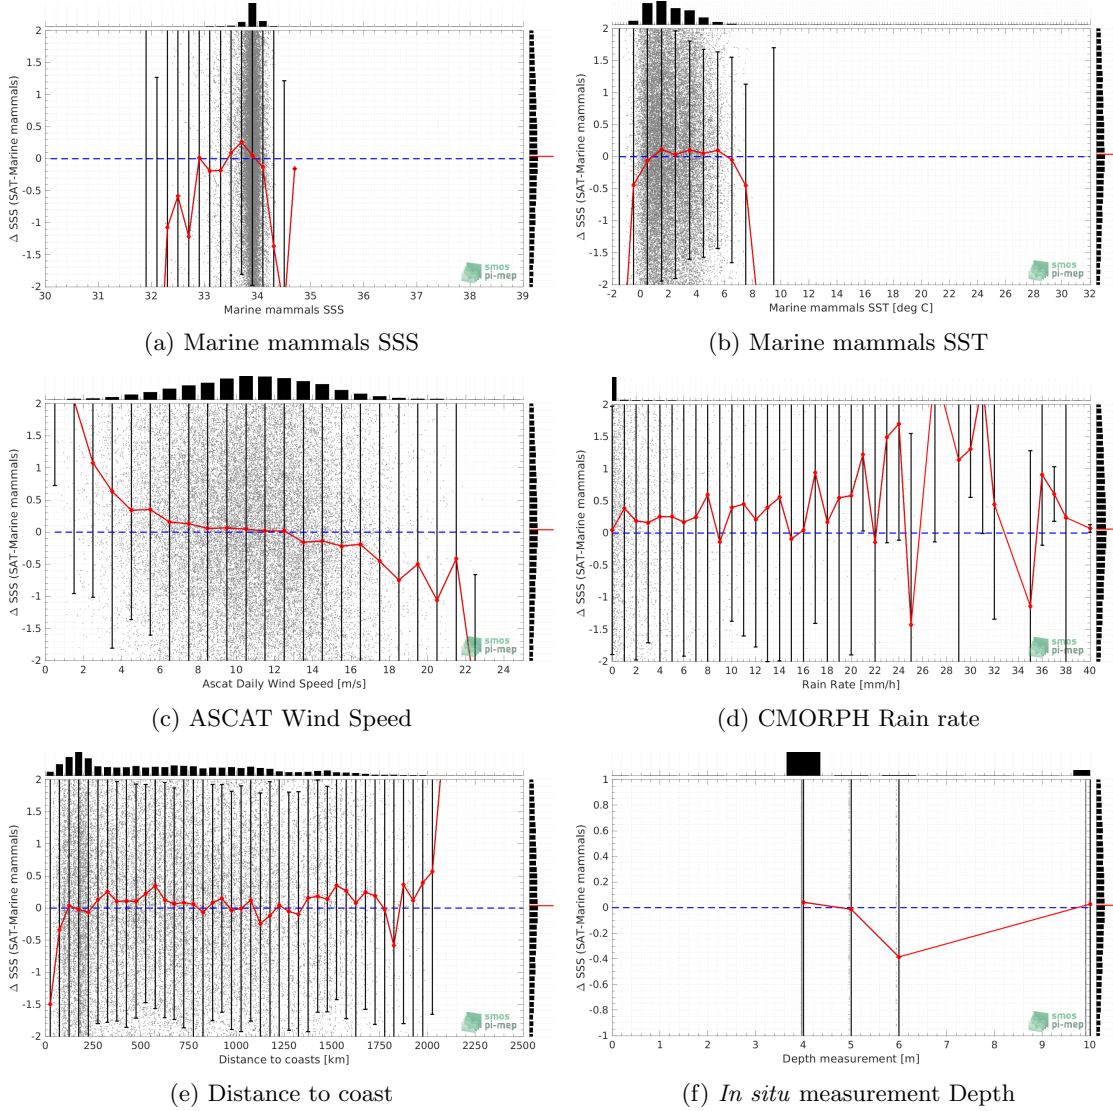 2
1.5
1
0.5
0
-0.5
-1
-1.5
-2
Δ SSS (SAT-Marine mammals)
30 31 32 33 34 35 36 37 38 39
Marine mammals SSS
smos
pi-mep
(a) Marine mammals SSS
2
1.5
1
0.5
0
-0.5
-1
-1.5
-2
Δ SSS (SAT-Marine mammals)
-2 0 2 4 6 8 10 12 14 16 18 20 22 24 26 28 30 32
Marine mammals SST [deg C]
smos
pi-mep
(b) Marine mammals SST
2
1.5
1
0.5
0
-0.5
-1
-1.5
-2
Δ SSS (SAT-Marine mammals)
0 2 4 6 8 10 12 14 16 18 20 22 24
Ascat Daily Wind Speed [m/s]
smos
pi-mep
(c) ASCAT Wind Speed
2
1.5
1
0.5
0
-0.5
-1
-1.5
-2
Δ SSS (SAT-Marine mammals)
0 2 4 6 8 10 12 14 16 18 20 22 24 26 28 30 32 34 36 38 40
Rain Rate [mm/h]
smos
pi-mep
(d) CMORPH Rain rate
2
1.5
1
0.5
0
-0.5
-1
-1.5
-2
Δ SSS (SAT-Marine mammals)
0 250 500 750 1000 1250 1500 1750 2000 2250 2500
Distance to coasts [km]
smos
pi-mep
(e) Distance to coast
1
0.8
0.6
0.4
0.2
0
-0.2
-0.4
-0.6
-0.8
-1
Δ SSS (SAT-Marine mammals)
0 1 2 3 4 5 6 7 8 9 10
Depth measurement [m]
smos
pi-mep
(f) In situ measurement Depth